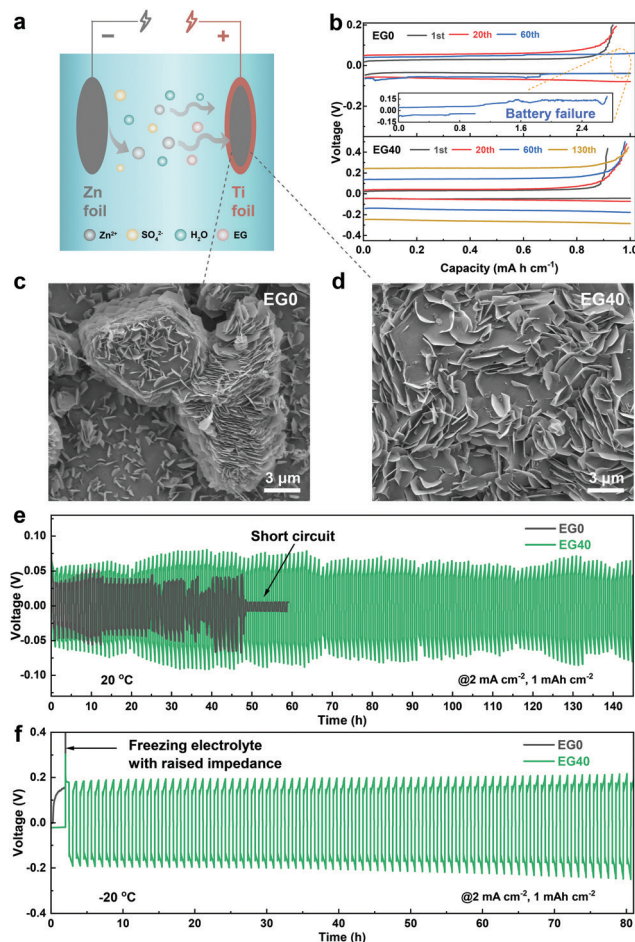 a
−
+
Zn
foil
Ti
foil
Zn²⁺
SO₄²⁻
H₂O
EG
b
EG0
1st
20th
60th
0.2
0.0
-0.2
0.15
0.00
-0.15
Battery failure
0.0
0.8
1.6
2.4
Voltage (V)
EG40
1st
20th
60th
130th
0.4
0.2
0.0
-0.2
-0.4
0.0
0.2
0.4
0.6
0.8
1.0
Capacity (mA h cm⁻¹)
c
EG0
3 μm
d
EG40
3 μm
e
Short circuit
EG0
EG40
0.10
0.05
0.00
-0.05
-0.10
Voltage (V)
20 °C
@2 mA cm⁻², 1 mAh cm⁻²
0 10 20 30 40 50 60 70 80 90 100 110 120 130 140
Time (h)
f
Freezing electrolyte
with raised impedance
EG0
EG40
0.4
0.2
0.0
-0.2
-0.4
Voltage (V)
-20 °C
@2 mA cm⁻², 1 mAh cm⁻²
0 10 20 30 40 50 60 70 80
Time (h)